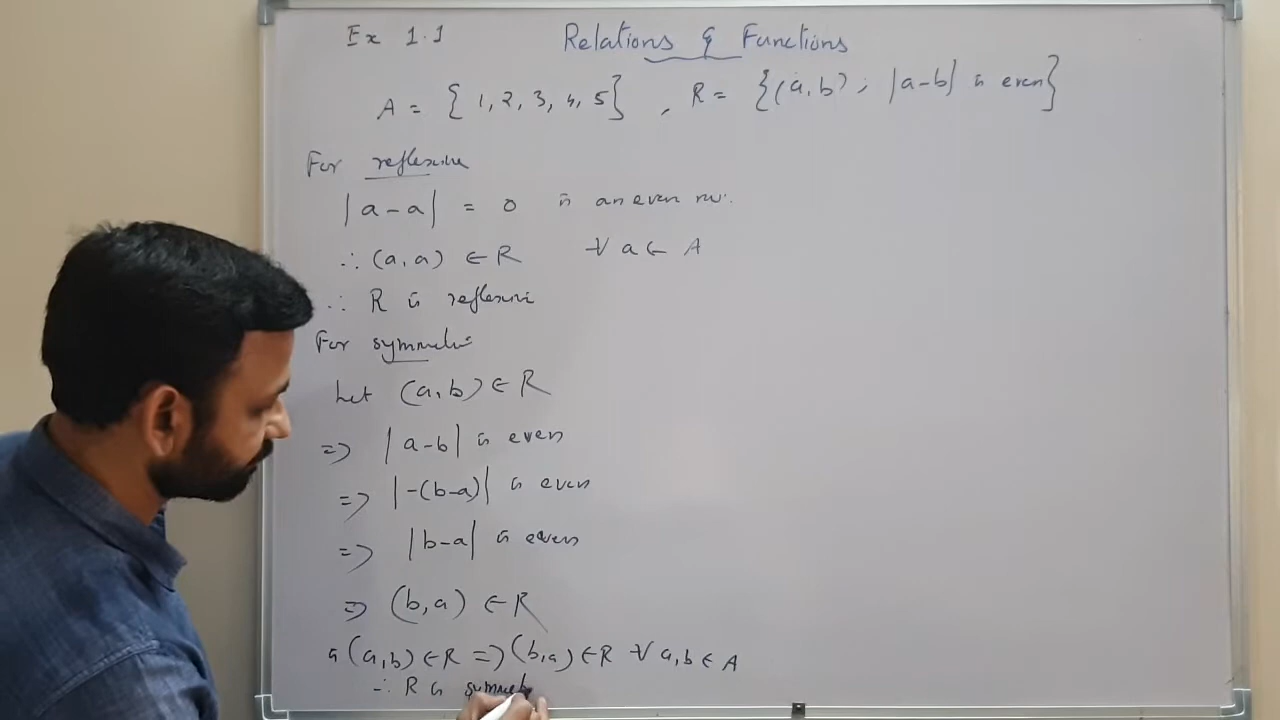 Ex 1.1 Relations & Functions
A = {1, 2, 3, 4, 5} , R = {(a,b) ; |a-b| is even}
For reflexive
|a-a| = 0 is an even no.
∴ (a,a) ∈ R ∀ a ∈ A
∴ R is reflexive
For symmetric
Let (a,b) ∈ R
=> |a-b| is even
=> |-(b-a)| is even
=> |b-a| is even
=> (b,a) ∈ R
(a,b) ∈ R => (b,a) ∈ R ∀ a,b ∈ A
∴ R is symmet